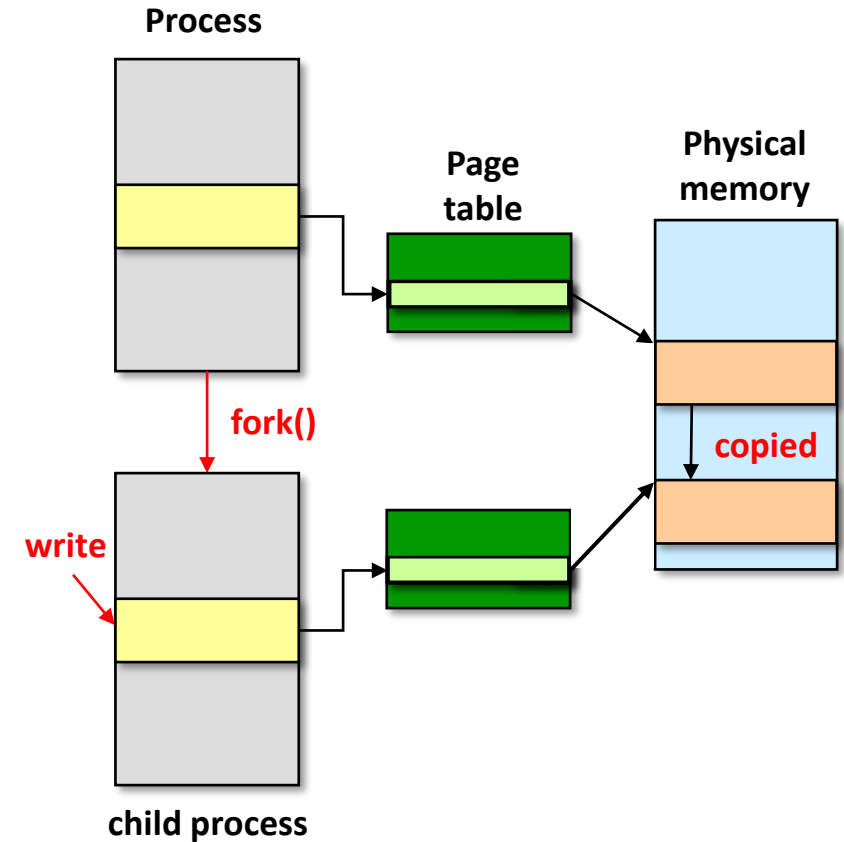 Process
Page
table
Physical
memory
fork()
copied
write
child process